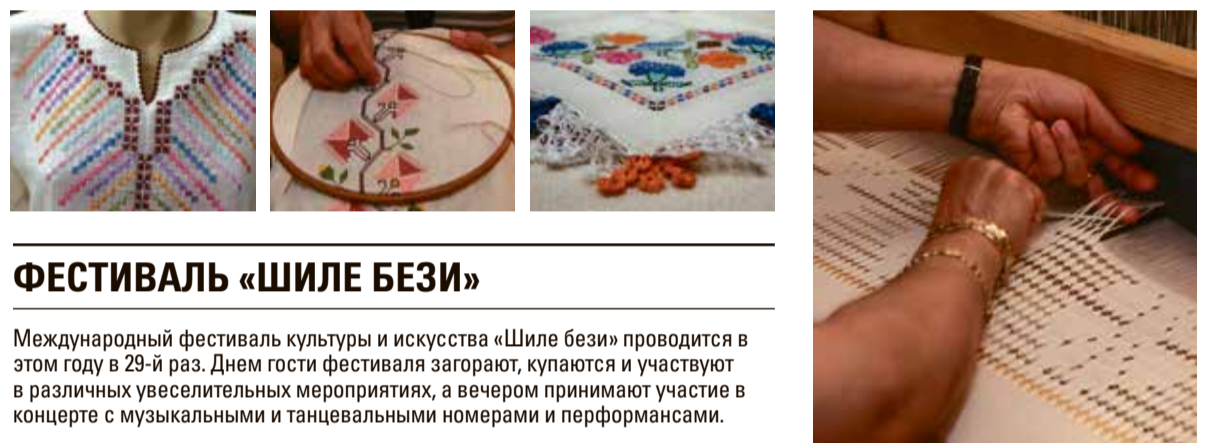 ФЕСТИВАЛЬ «ШИЛЕ БЕЗИ»
Международный фестиваль культуры и искусства «Шиле бези» проводится в
этом году в 29-й раз. Днем гости фестиваля загорают, купаются и участвуют
в различных увеселительных мероприятиях, а вечером принимают участие в
концерте с музыкальными и танцевальными номерами и перформансами.